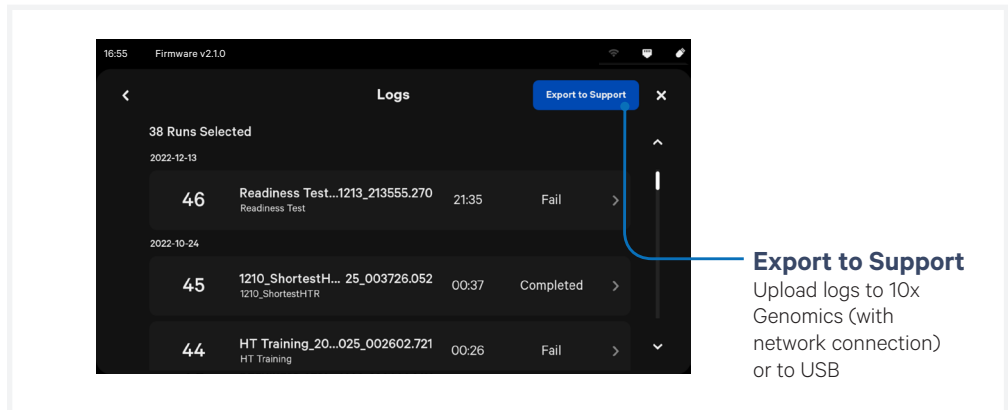 16:55 Firmware v2.1.0
Logs Export to Support
38 Runs Selected
2022-12-13
46 Readiness Test...1213_213555.270 21:35 Fail
Readiness Test
2022-10-24
45 1210_ShortestH... 25_003726.052 00:37 Completed
1210_ShortestHTR
44 HT Training_20...025_002602.721 00:26 Fail
HT Training
Export to Support
Upload logs to 10x
Genomics (with
network connection)
or to USB